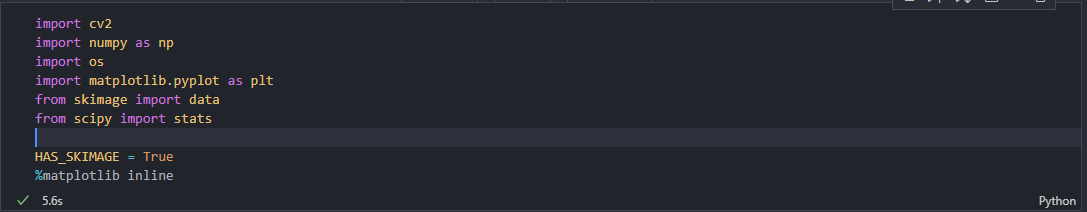 import cv2
import numpy as np
import os
import matplotlib.pyplot as plt
from skimage import data
from scipy import stats
HAS_SKIMAGE = True
%matplotlib inline
5.6s
Python